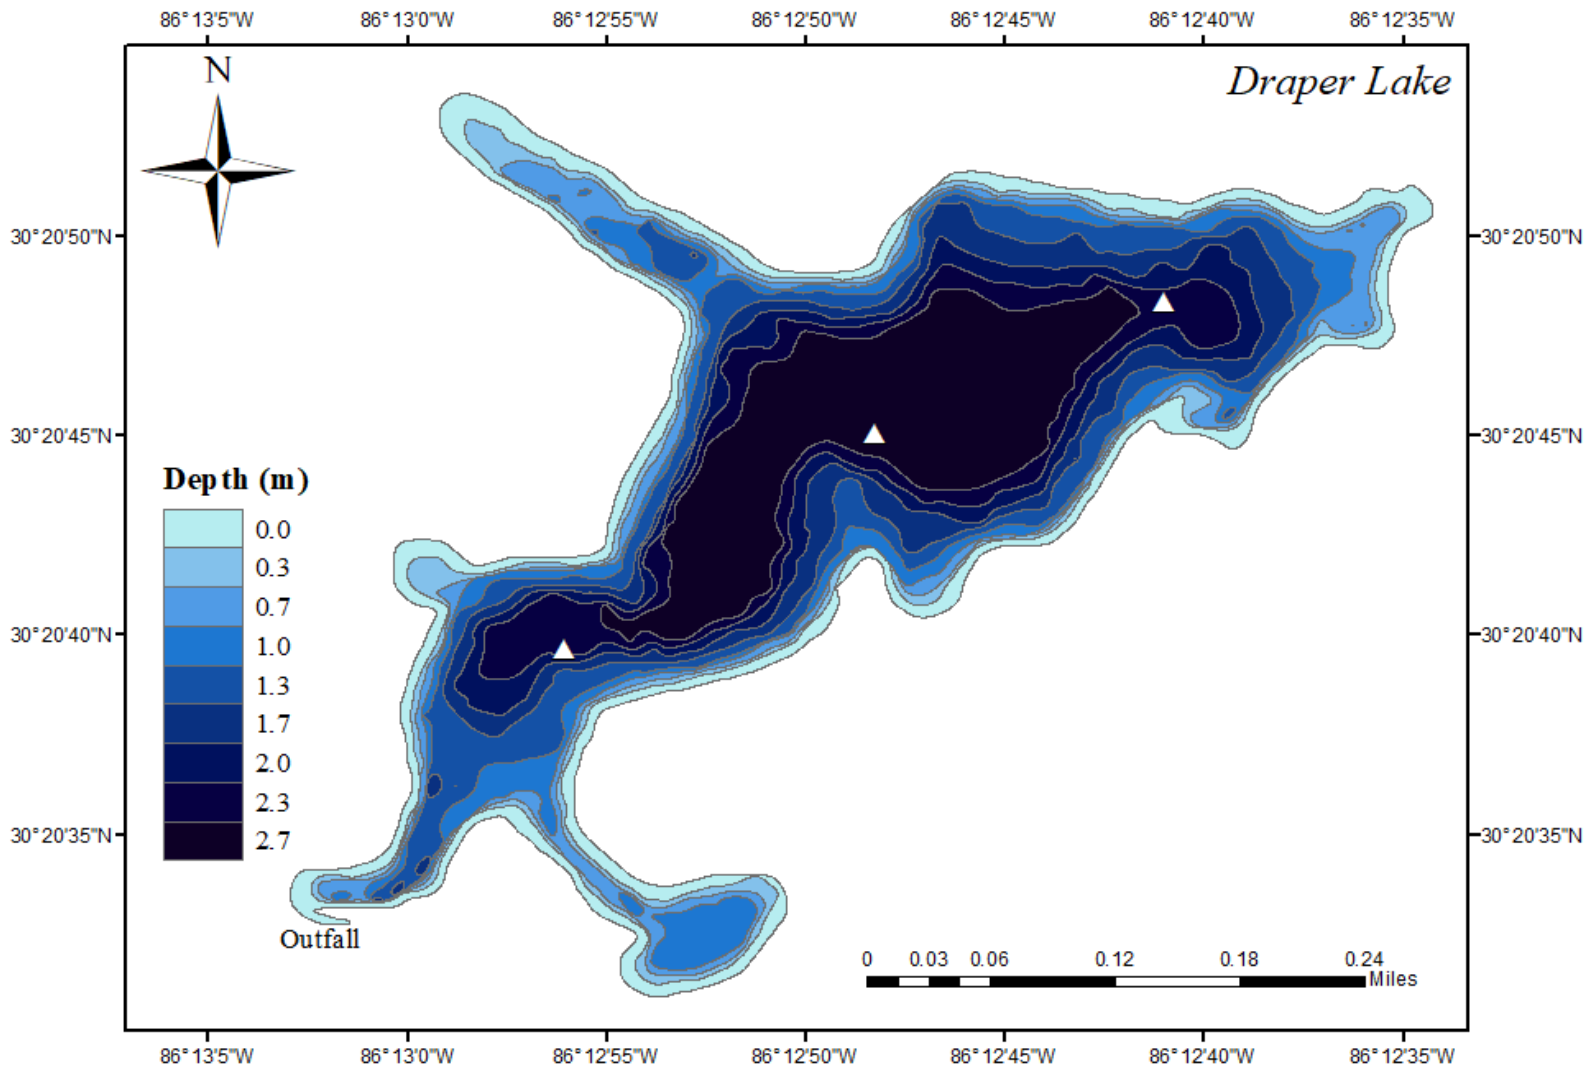 86°13'5"W 86°13'0"W 86°12'55"W 86°12'50"W 86°12'45"W 86°12'40"W 86°12'35"W
N
Draper Lake
30°20'50"N 30°20'50"N
30°20'45"N 30°20'45"N
Depth (m)
0.0
0.3
0.7
1.0
1.3
1.7
2.0
2.3
2.7
30°20'40"N 30°20'40"N
30°20'35"N 30°20'35"N
Outfall
0 0.03 0.06 0.12 0.18 0.24
Miles
86°13'5"W 86°13'0"W 86°12'55"W 86°12'50"W 86°12'45"W 86°12'40"W 86°12'35"W